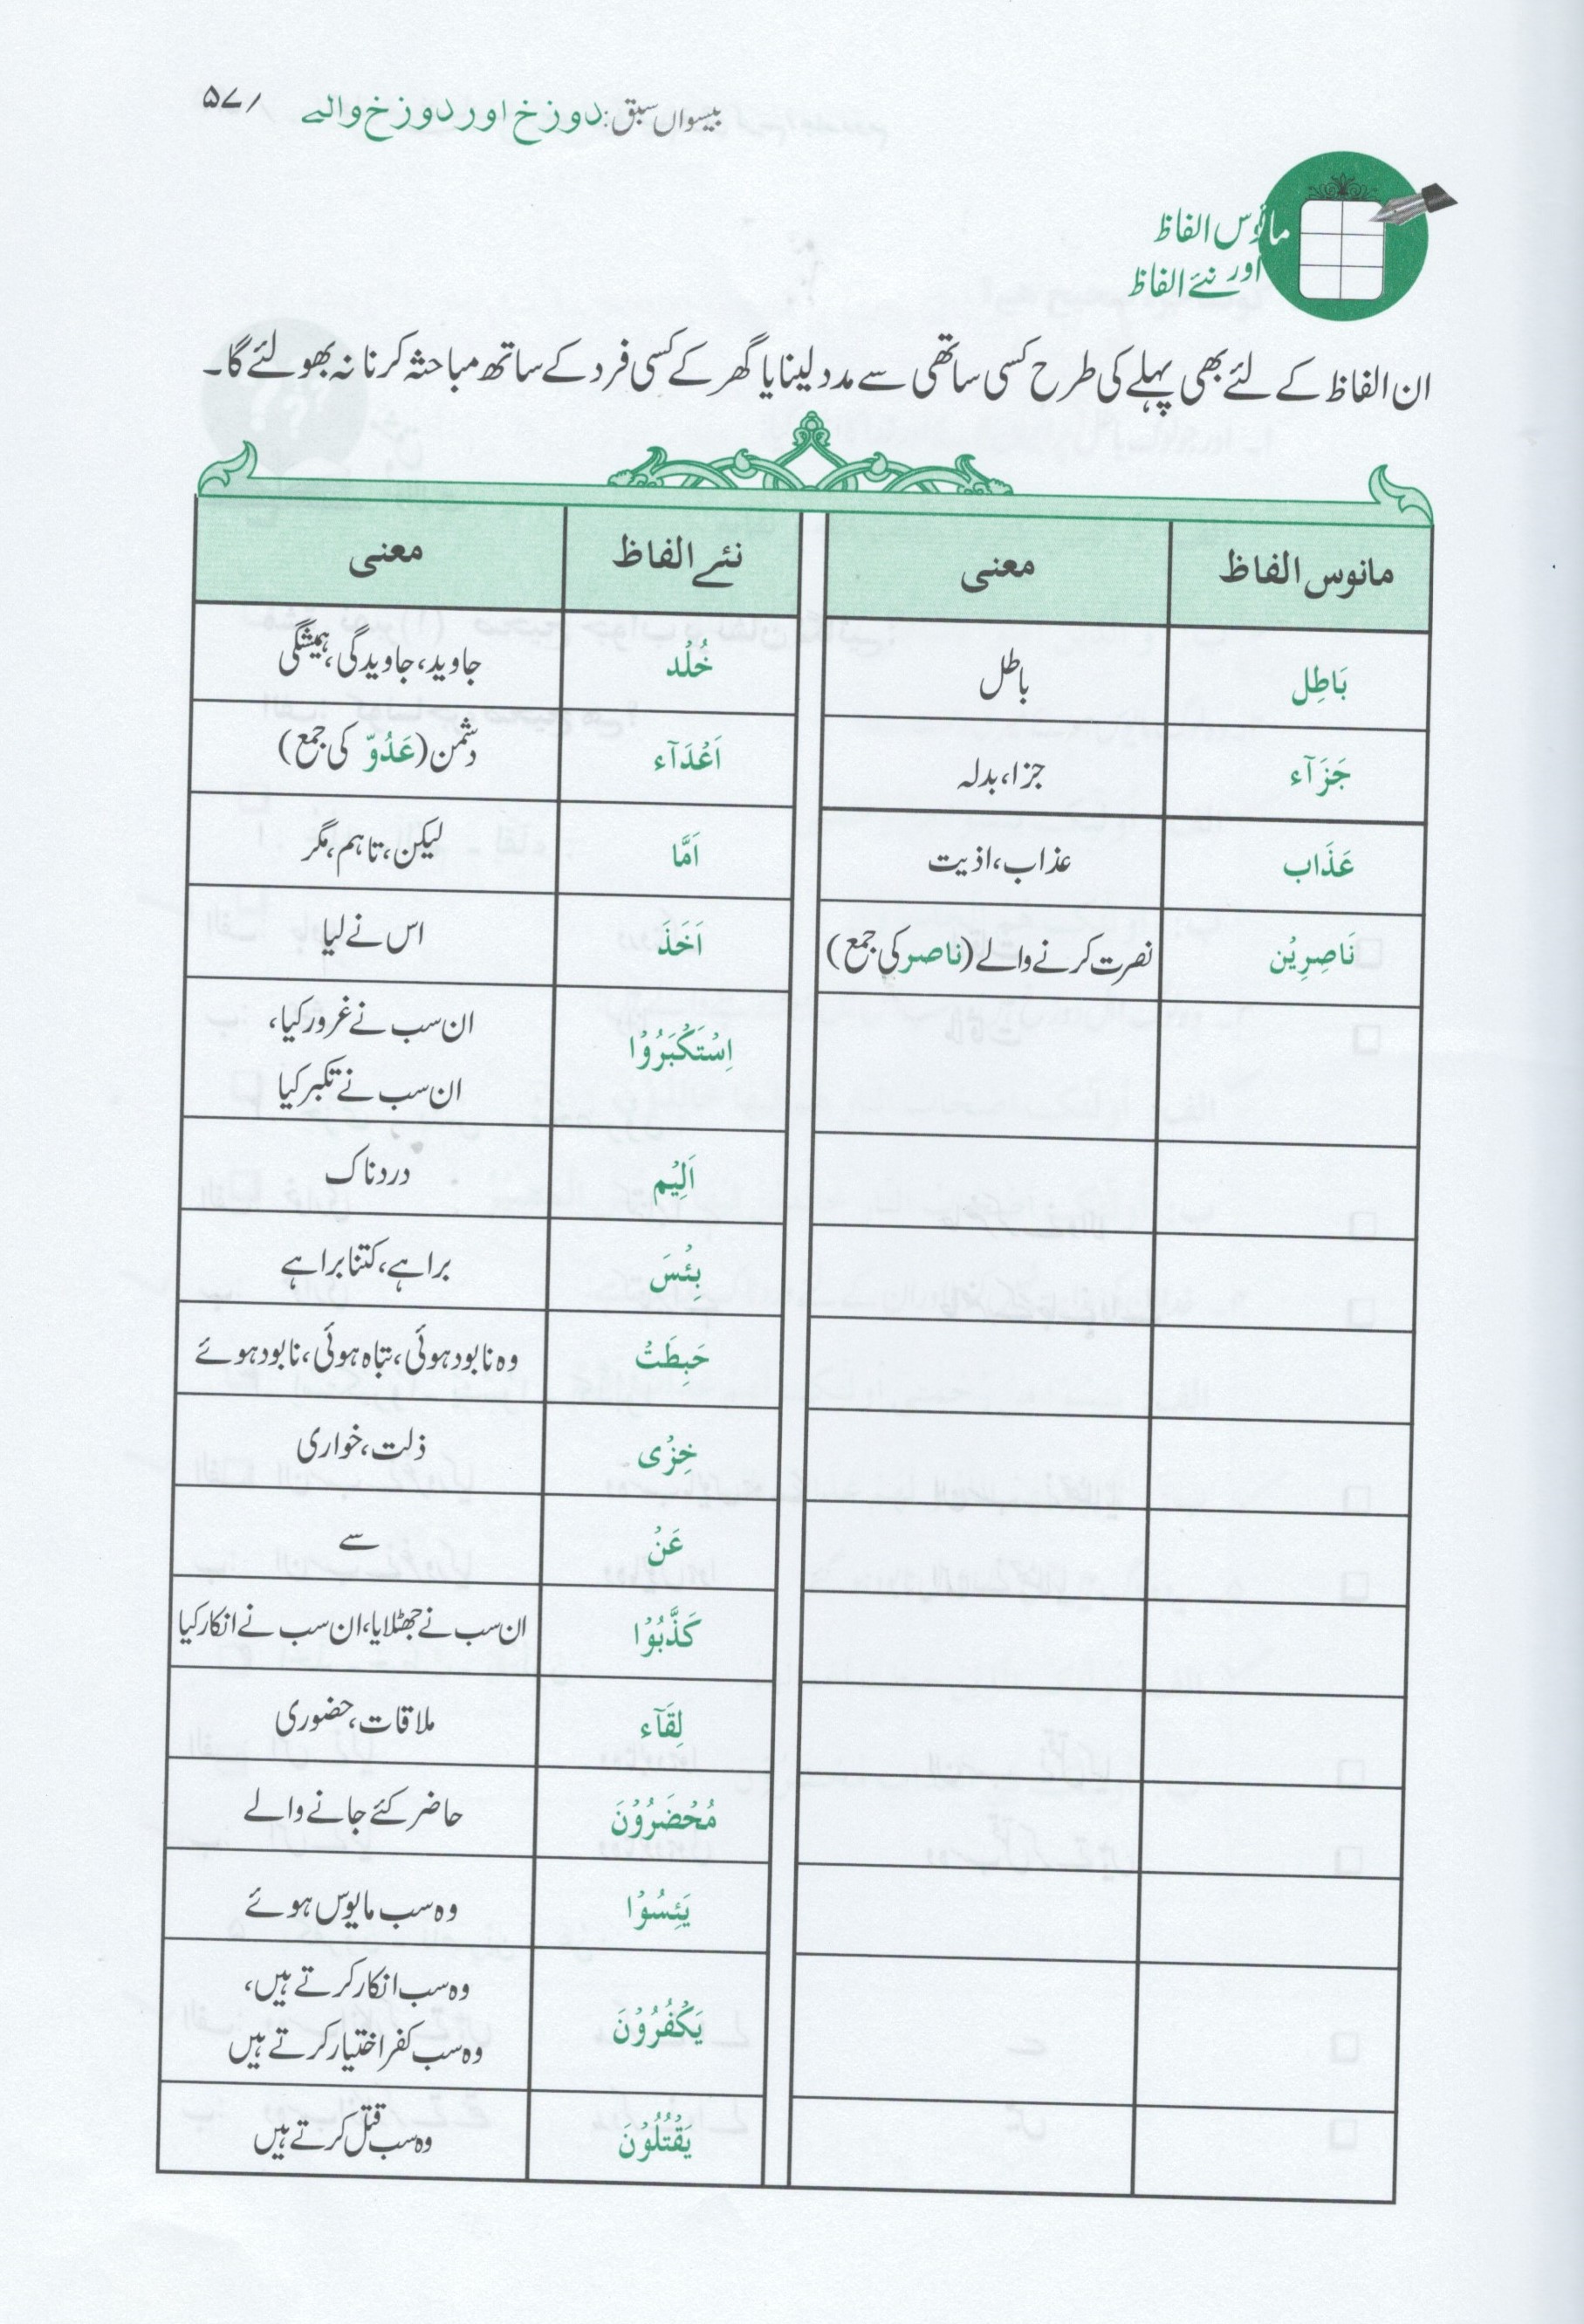 بیسواں سبق: دوزخ اور دوزخ والے /۵۷
مانوس الفاظ
اور نئے الفاظ
ان الفاظ کے لئے بھی پہلے کی طرح کسی ساتھی سے مدد لینا یا گھر کے کسی فرد کے ساتھ مباحثہ کرنا نہ بھولئے گا۔
مانوس الفاظ معنی نئے الفاظ معنی
بَاطِل باطل خُلْد جاوید، جاویدگی، ہمیشگی
جَزَآء جزا، بدلہ اَعْدَآء دشمن (عَدُوّ کی جمع)
عَذَاب عذاب، اذیت اَمَّا لیکن، تاہم، مگر
نَاصِرِیْن نصرت کرنے والے (ناصر کی جمع) اَخَذَ اس نے لیا
اِسْتَكْبَرُوْا ان سب نے غرور کیا،
ان سب نے تکبر کیا
اَلِیْم دردناک
بِئْسَ برا ہے، کتنا برا ہے
حَبِطَتْ وہ نابود ہوئی، تباہ ہوئی، نابود ہوئے
خِزْی ذلت، خواری
عَنْ سے
كَذَّبُوْا ان سب نے جھٹلایا، ان سب نے انکار کیا
لِقَآء ملاقات، حضوری
مُحْضَرُوْنَ حاضر کئے جانے والے
یَئِسُوْا وہ سب مایوس ہوئے
یَكْفُرُوْنَ وہ سب انکار کرتے ہیں،
وہ سب کفر اختیار کرتے ہیں
یَقْتُلُوْنَ وہ سب قتل کرتے ہیں